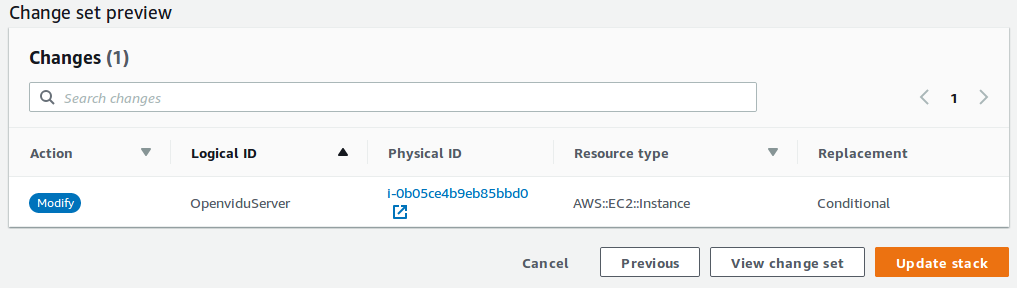 Change set preview
Changes (1)
Search changes
1
Action Logical ID Physical ID Resource type Replacement
Modify OpenviduServer i-0b05ce4b9eb85bbd0 AWS::EC2::Instance Conditional
Cancel Previous View change set Update stack